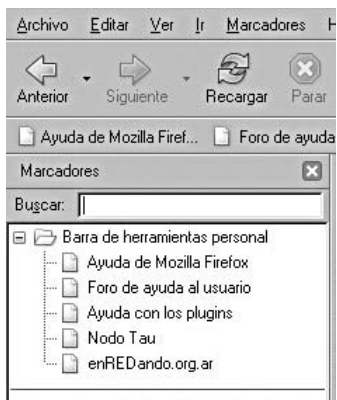 Archivo Editar Ver Ir Marcadores H
Anterior Siguiente Recargar Parar
Ayuda de Mozilla Firef... Foro de ayuda
Marcadores
Buscar:
Barra de herramientas personal
Ayuda de Mozilla Firefox
Foro de ayuda al usuario
Ayuda con los plugins
Nodo Tau
enREDando.org.ar